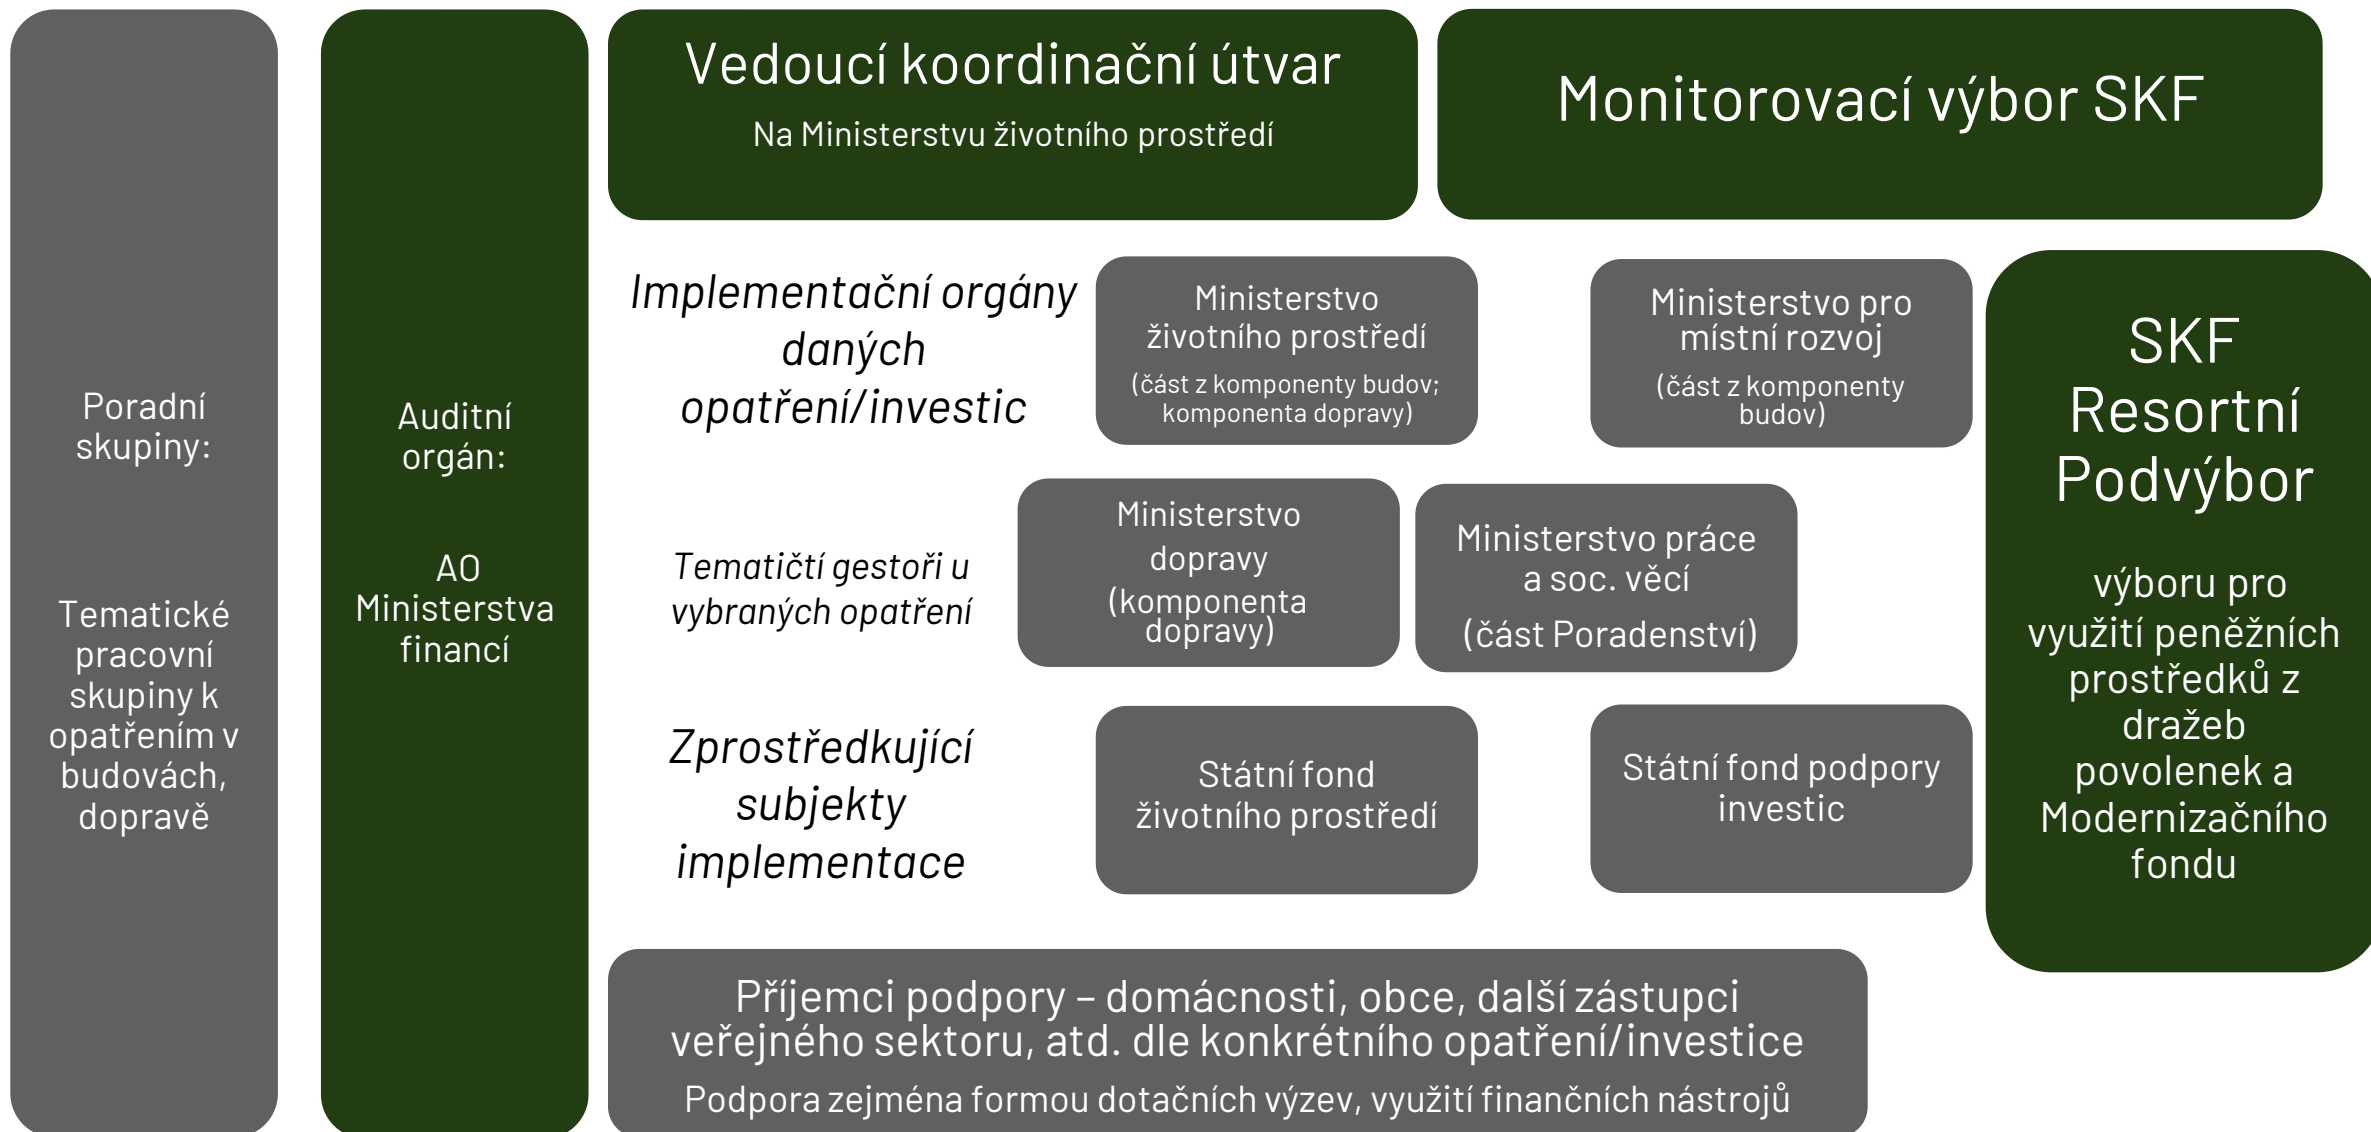 Poradní
skupiny:
Tematické
pracovní
skupiny k
opatřením v
budovách,
dopravě
Auditní
orgán:
AO
Ministerstva
financí
Vedoucí koordinační útvar
Na Ministerstvu životního prostředí
Monitorovací výbor SKF
Implementační orgány
daných
opatření/investic
Ministerstvo
životního prostředí
(část z komponenty budov;
komponenta dopravy)
Ministerstvo pro
místní rozvoj
(část z komponenty
budov)
Tematičtí gestoři u
vybraných opatření
Ministerstvo
dopravy
(komponenta
dopravy)
Ministerstvo práce
a soc. věcí
(část Poradenství)
Zprostředkující
subjekty
implementace
Státní fond
životního prostředí
Státní fond podpory
investic
SKF
Resortní
Podvýbor
výboru pro
využití peněžních
prostředků z
dražeb
povolenek a
Modernizačního
fondu
Příjemci podpory – domácnosti, obce, další zástupci
veřejného sektoru, atd. dle konkrétního opatření/investice
Podpora zejména formou dotačních výzev, využití finančních nástrojů